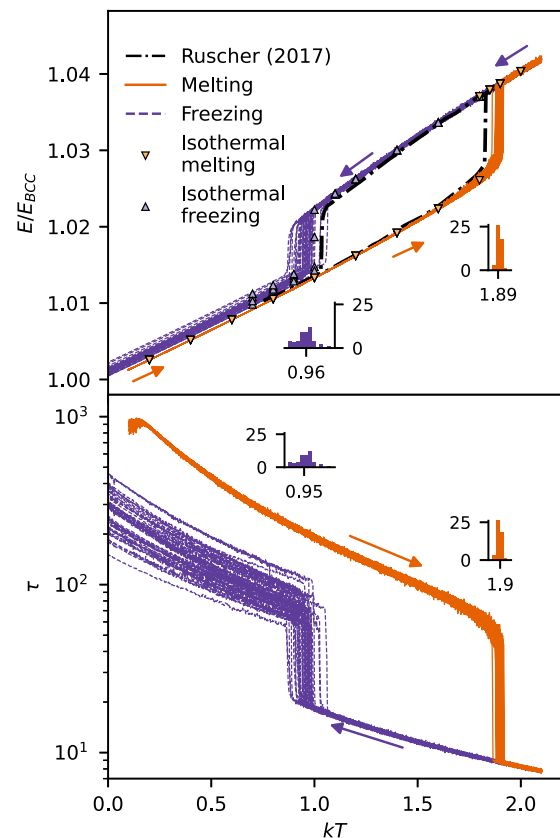 Ruscher (2017)
Melting
Freezing
Isothermal
melting
Isothermal
freezing
E/E_BCC
1.04
1.03
1.02
1.01
1.00
25
0
1.89
25
0
0.96
10³
10²
10¹
τ
25
0
0.95
25
0
1.9
0.0 0.5 1.0 1.5 2.0
kT